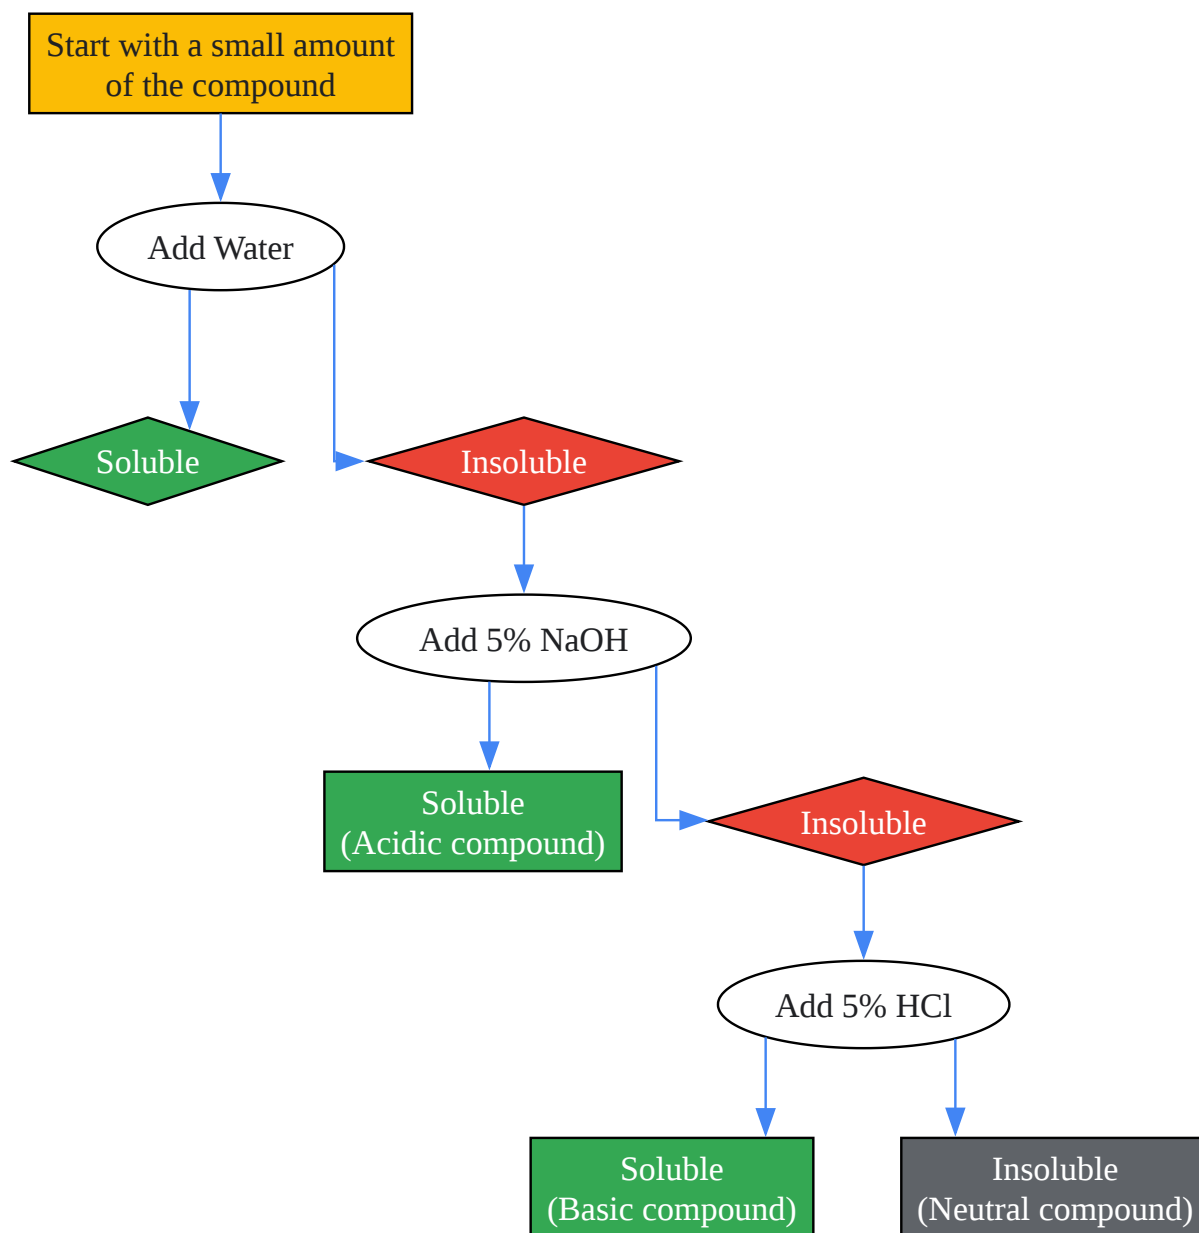 Start with a small amount
of the compound
Add Water
Soluble
Insoluble
Add 5% NaOH
Soluble
(Acidic compound)
Insoluble
Add 5% HCl
Soluble
(Basic compound)
Insoluble
(Neutral compound)